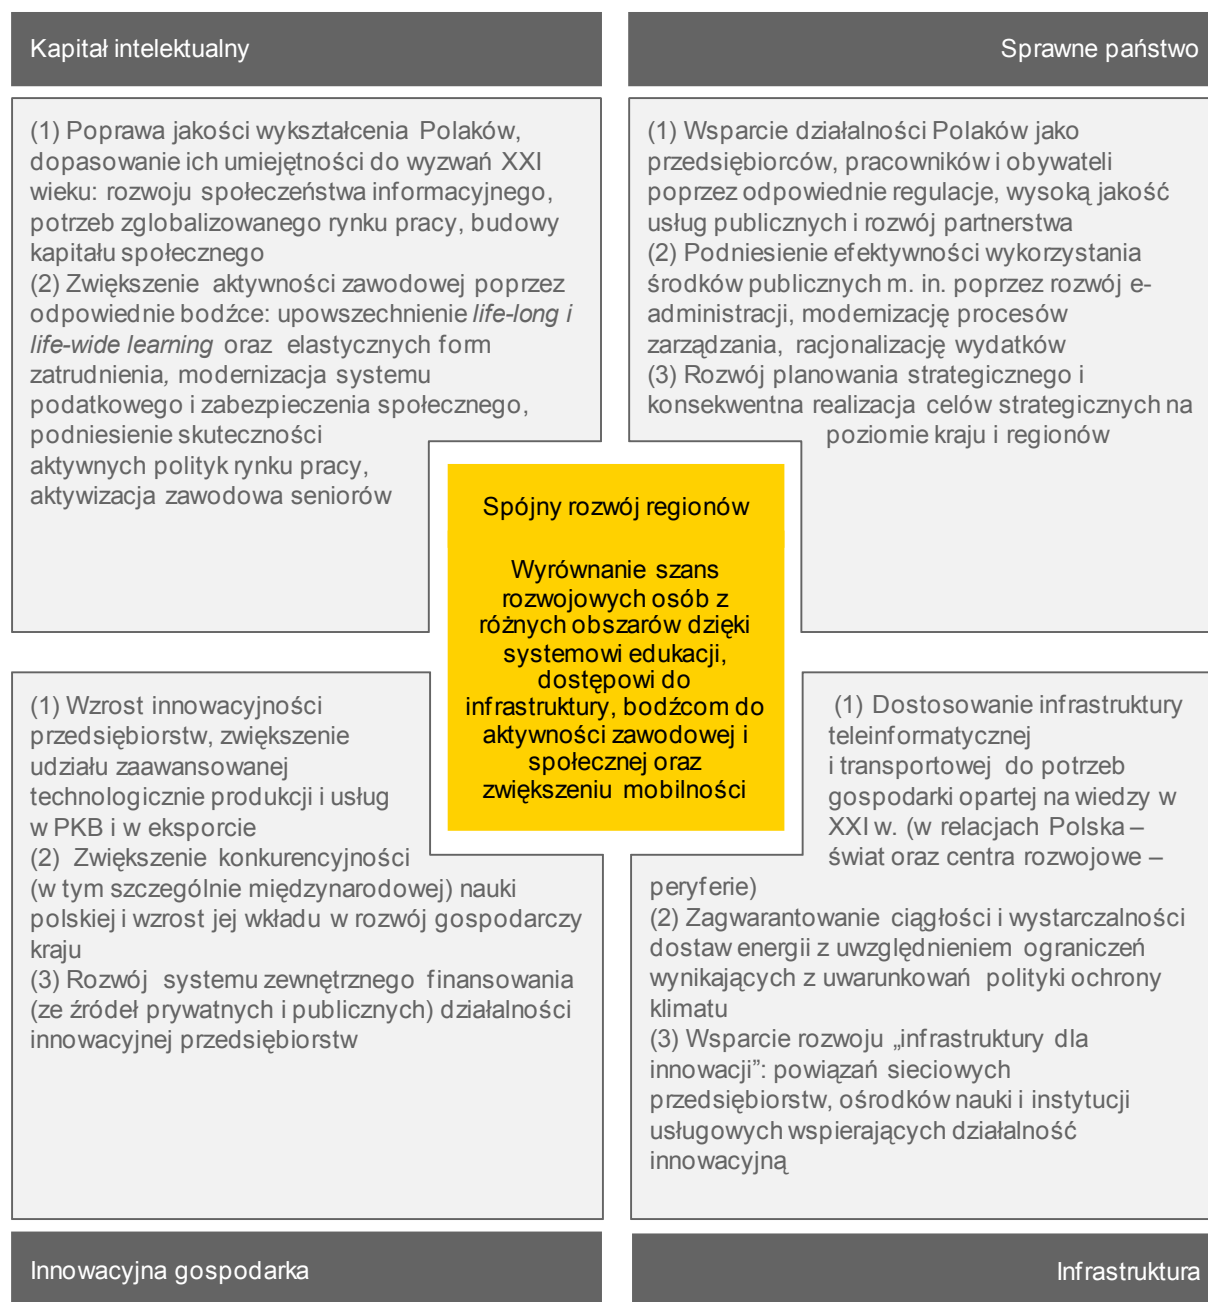 Kapitał intelektualny
(1) Poprawa jakości wykształcenia Polaków,
dopasowanie ich umiejętności do wyzwań XXI
wieku: rozwoju społeczeństwa informacyjnego,
potrzeb zglobalizowanego rynku pracy, budowy
kapitału społecznego
(2) Zwiększenie aktywności zawodowej poprzez
odpowiednie bodźce: upowszechnienie life-long i
life-wide learning oraz elastycznych form
zatrudnienia, modernizacja systemu
podatkowego i zabezpieczenia społecznego,
podniesienie skuteczności
aktywnych polityk rynku pracy,
aktywizacja zawodowa seniorów
Sprawne państwo
(1) Wsparcie działalności Polaków jako
przedsiębiorców, pracowników i obywateli
poprzez odpowiednie regulacje, wysoką jakość
usług publicznych i rozwój partnerstwa
(2) Podniesienie efektywności wykorzystania
środków publicznych m. in. poprzez rozwój e-
administracji, modernizację procesów
zarządzania, racjonalizację wydatków
(3) Rozwój planowania strategicznego i
konsekwentna realizacja celów strategicznych na
poziomie kraju i regionów
Spójny rozwój regionów
Wyrównanie szans
rozwojowych osób z
różnych obszarów dzięki
systemowi edukacji,
dostępowi do
infrastruktury, bodźcom do
aktywności zawodowej i
społecznej oraz
zwiększeniu mobilności
(1) Wzrost innowacyjności
przedsiębiorstw, zwiększenie
udziału zaawansowanej
technologicznie produkcji i usług
w PKB i w eksporcie
(2) Zwiększenie konkurencyjności
(w tym szczególnie międzynarodowej) nauki
polskiej i wzrost jej wkładu w rozwój gospodarczy
kraju
(3) Rozwój systemu zewnętrznego finansowania
(ze źródeł prywatnych i publicznych) działalności
innowacyjnej przedsiębiorstw
Innowacyjna gospodarka
(1) Dostosowanie infrastruktury
teleinformatycznej
i transportowej do potrzeb
gospodarki opartej na wiedzy w
XXI w. (w relacjach Polska –
świat oraz centra rozwojowe –
peryferie)
(2) Zagwarantowanie ciągłości i wystarczalności
dostaw energii z uwzględnieniem ograniczeń
wynikających z uwarunkowań polityki ochrony
klimatu
(3) Wsparcie rozwoju „infrastruktury dla
innowacji”: powiązań sieciowych
przedsiębiorstw, ośrodków nauki i instytucji
usługowych wspierających działalność
innowacyjną
Infrastruktura